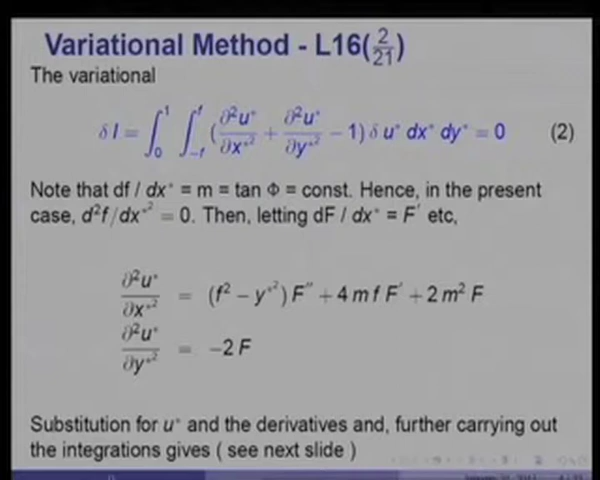 Variational Method - L16(2/21)
The variational
δ I = ∫_0^1 ∫_{-f}^f (∂²u*/∂x*² + ∂²u*/∂y*² − 1) δ u* dx* dy* = 0 (2)
Note that df / dx* = m = tan Φ = const. Hence, in the present
case, d²f/dx*² = 0. Then, letting dF / dx* = F′ etc,
∂²u*/∂x*² = (f² − y*²) F″ + 4 m f F′ + 2 m² F
∂²u*/∂y*² = −2 F
Substitution for u* and the derivatives and, further carrying out
the integrations gives ( see next slide )